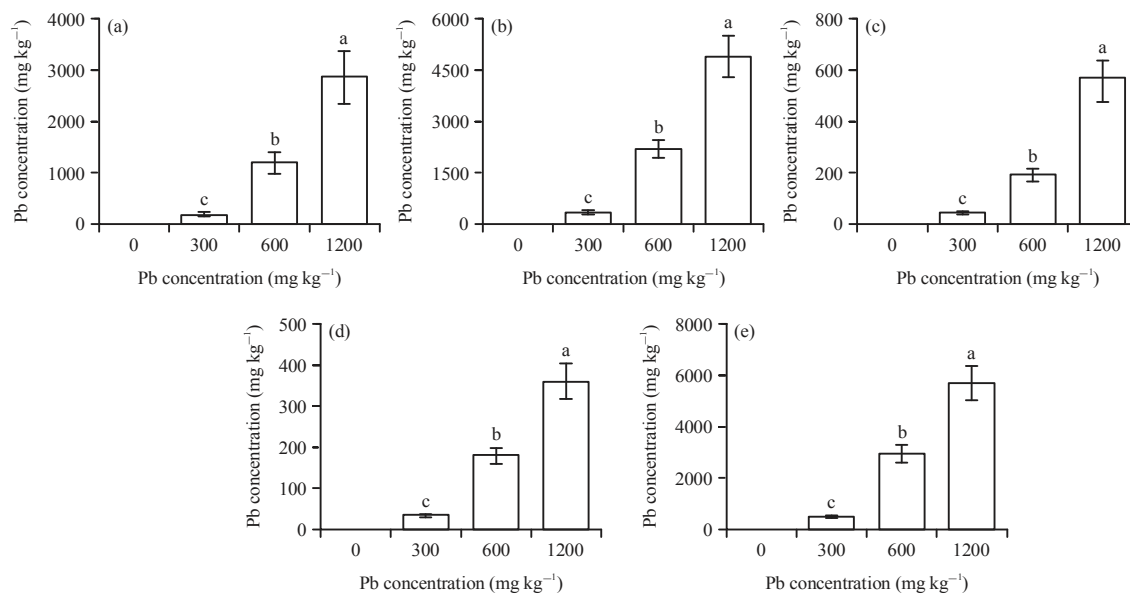 (a)
Pb concentration (mg kg⁻¹)
4000
3000
2000
1000
0
c
b
a
0 300 600 1200
Pb concentration (mg kg⁻¹)
(b)
Pb concentration (mg kg⁻¹)
6000
4500
3000
1500
0
c
b
a
0 300 600 1200
Pb concentration (mg kg⁻¹)
(c)
Pb concentration (mg kg⁻¹)
800
600
400
200
0
c
b
a
0 300 600 1200
Pb concentration (mg kg⁻¹)
(d)
Pb concentration (mg kg⁻¹)
500
400
300
200
100
0
c
b
a
0 300 600 1200
Pb concentration (mg kg⁻¹)
(e)
Pb concentration (mg kg⁻¹)
8000
6000
4000
2000
0
c
b
a
0 300 600 1200
Pb concentration (mg kg⁻¹)